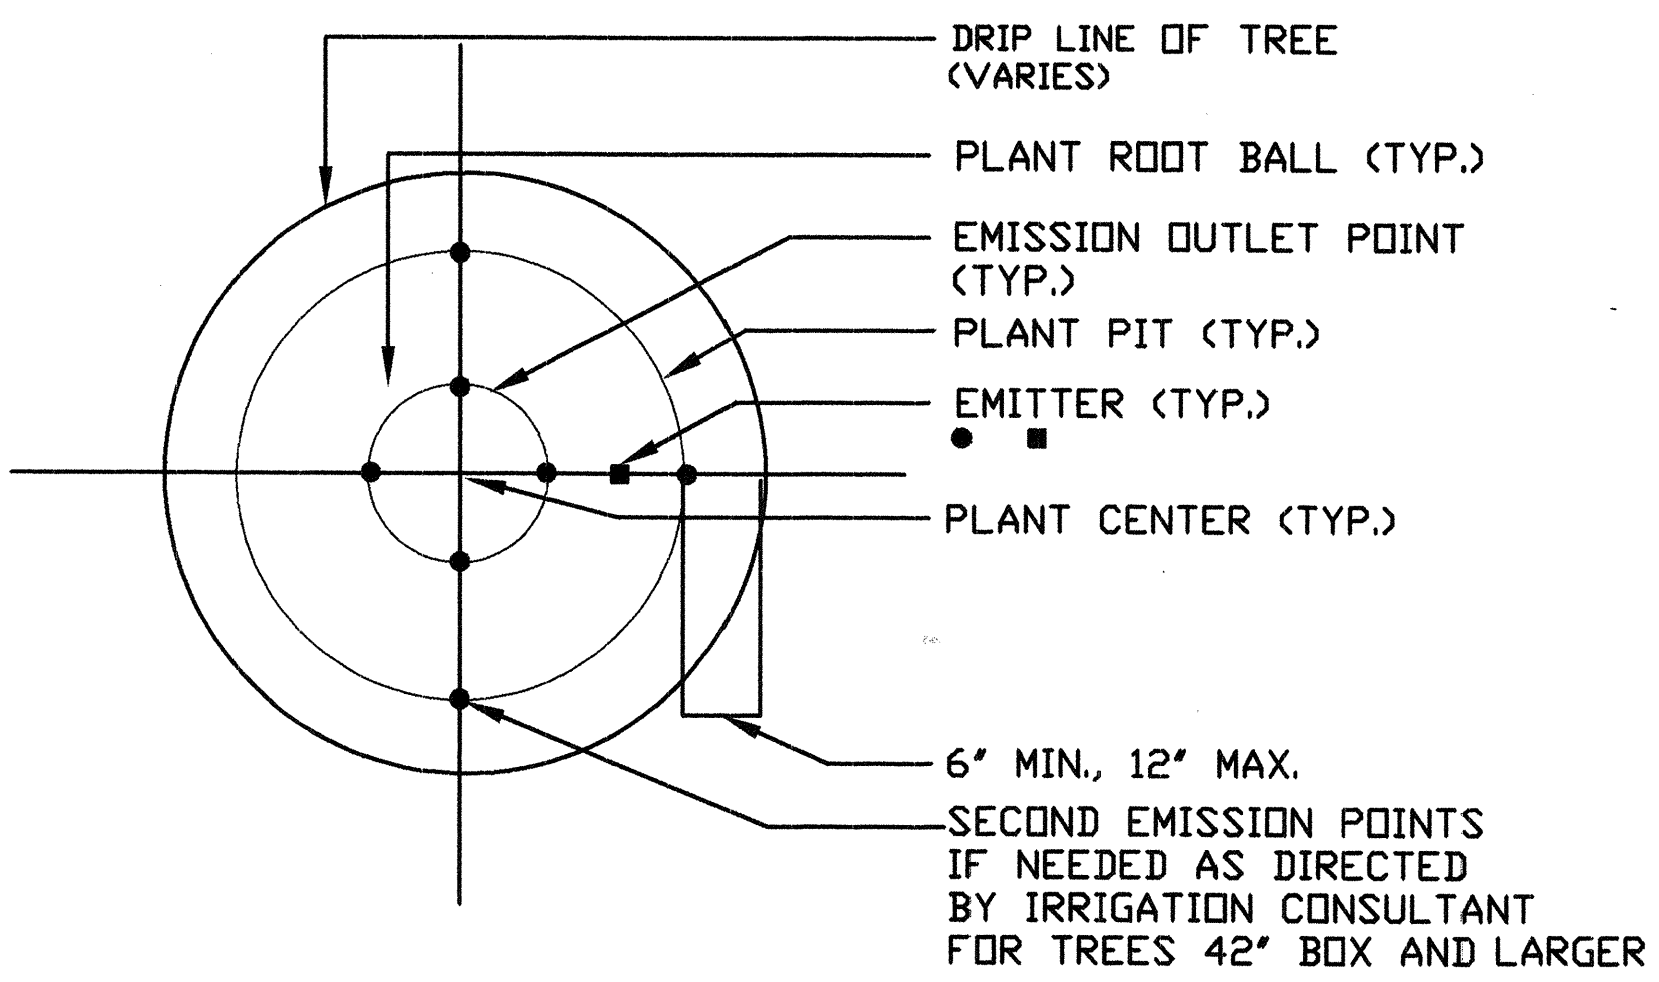 DRIP LINE OF TREE
(VARIES)
PLANT ROOT BALL (TYP.)
EMISSION OUTLET POINT
(TYP.)
PLANT PIT (TYP.)
EMITTER (TYP.)
PLANT CENTER (TYP.)
6" MIN., 12" MAX.
SECOND EMISSION POINTS
IF NEEDED AS DIRECTED
BY IRRIGATION CONSULTANT
FOR TREES 42" BOX AND LARGER